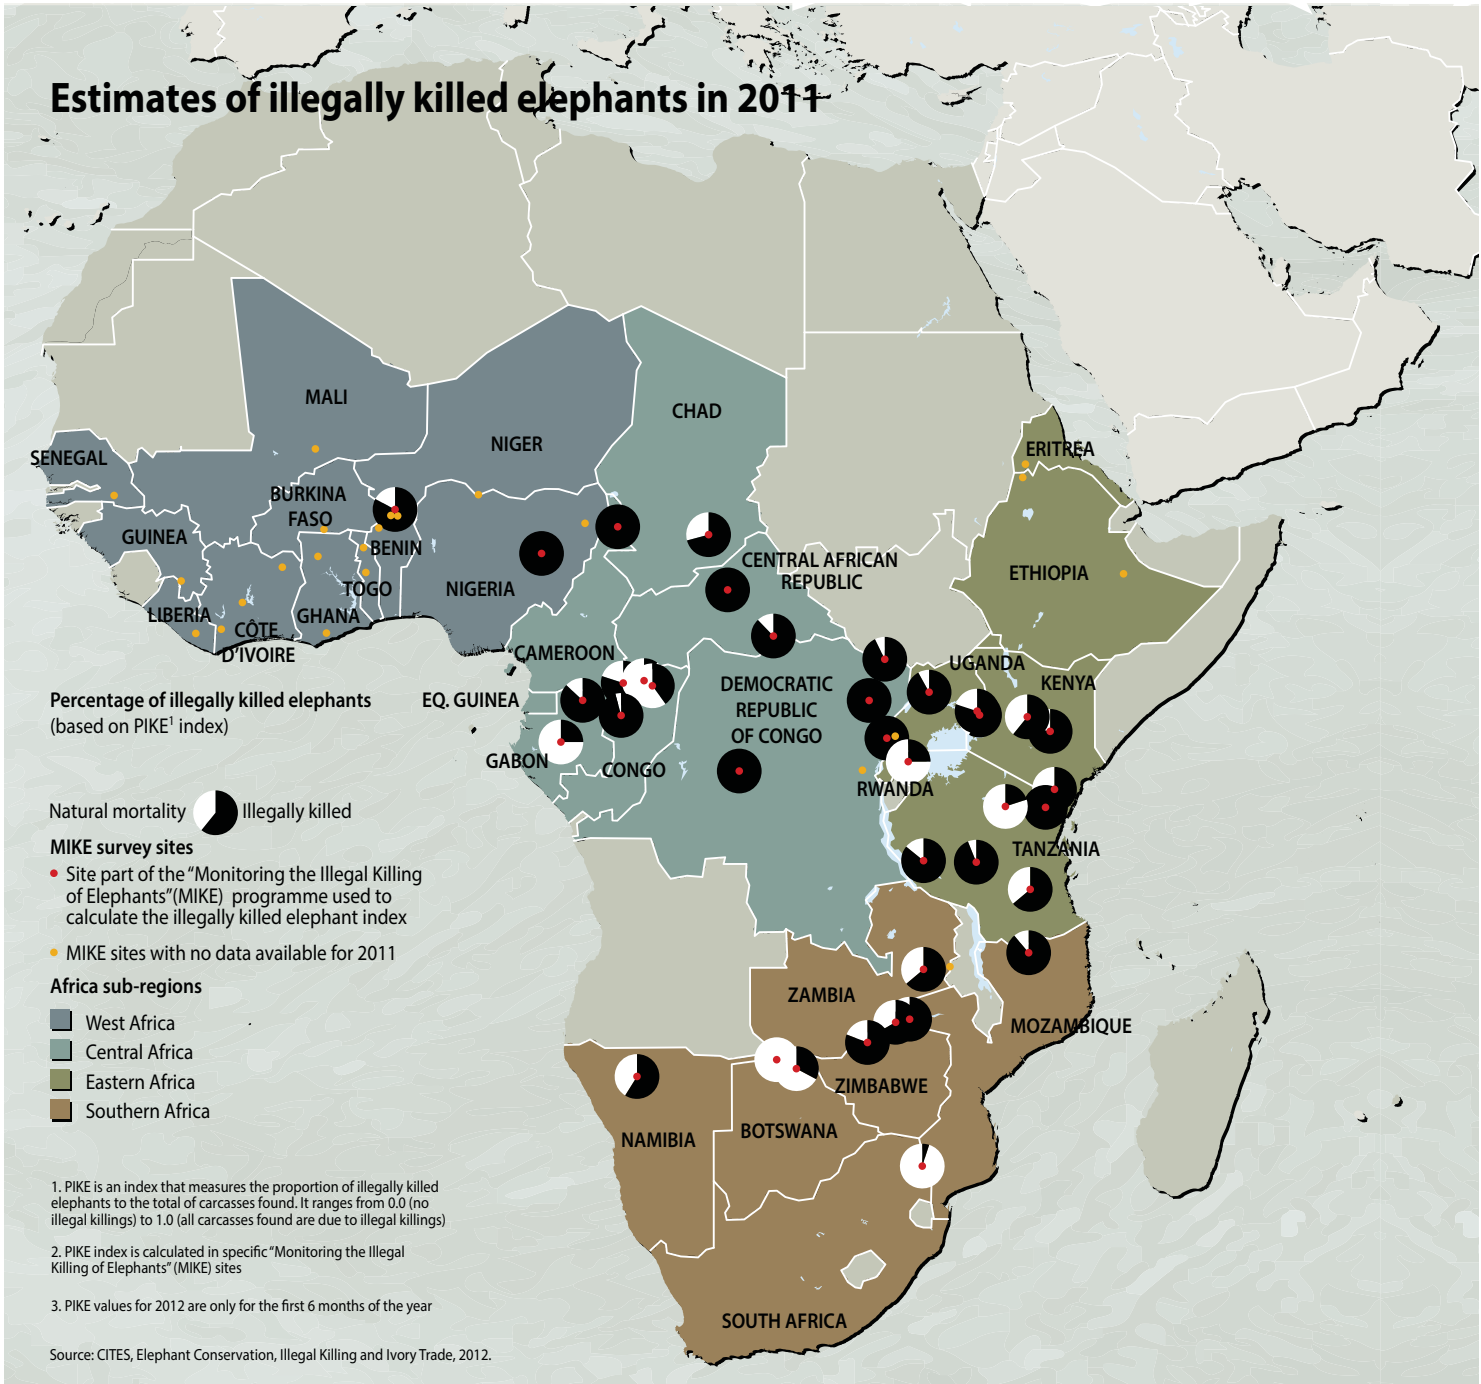 Estimates of illegally killed elephants in 2011
MALI
CHAD
NIGER
SENEGAL
ERITREA
BURKINA
FASO
GUINEA
BENIN
CENTRAL AFRICAN
REPUBLIC
ETHIOPIA
TOGO
NIGERIA
LIBERIA
GHANA
CÔTE
D'IVOIRE
CAMEROON
UGANDA
KENYA
DEMOCRATIC
REPUBLIC
OF CONGO
EQ. GUINEA
GABON
CONGO
RWANDA
TANZANIA
ZAMBIA
MOZAMBIQUE
ZIMBABWE
NAMIBIA
BOTSWANA
SOUTH AFRICA
Percentage of illegally killed elephants
(based on PIKE¹ index)
Natural mortality Illegally killed
MIKE survey sites
Site part of the “Monitoring the Illegal Killing
of Elephants”(MIKE) programme used to
calculate the illegally killed elephant index
MIKE sites with no data available for 2011
Africa sub-regions
West Africa
Central Africa
Eastern Africa
Southern Africa
1. PIKE is an index that measures the proportion of illegally killed
elephants to the total of carcasses found. It ranges from 0.0 (no
illegal killings) to 1.0 (all carcasses found are due to illegal killings)
2. PIKE index is calculated in specific “Monitoring the Illegal
Killing of Elephants” (MIKE) sites
3. PIKE values for 2012 are only for the first 6 months of the year
Source: CITES, Elephant Conservation, Illegal Killing and Ivory Trade, 2012.